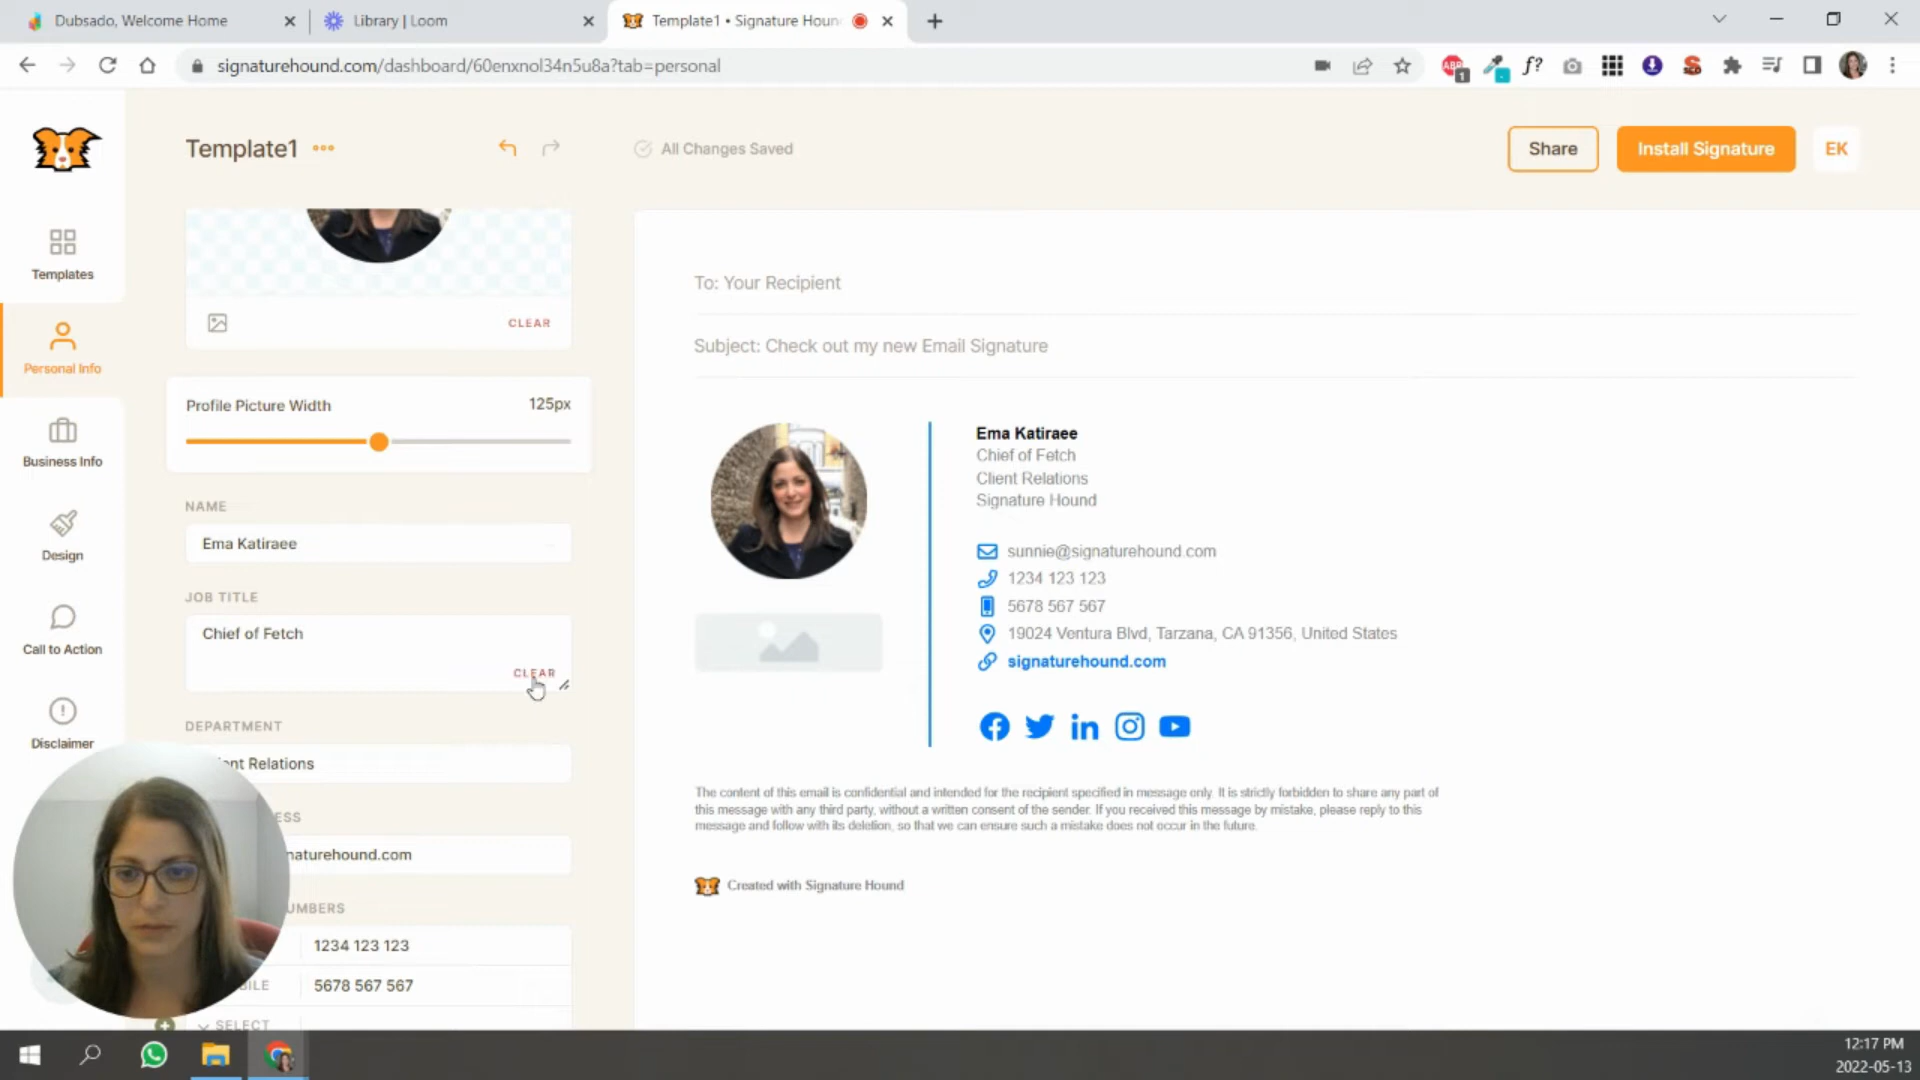 Dubsado, Welcome Home
Library | Loom
Template1 • Signature Houn
signaturehound.com/dashboard/60enxnol34n5u8a?tab=personal
ABP
1
f?
Template1
All Changes Saved
Share
Install Signature
EK
Templates
Personal Info
Business Info
Design
Call to Action
Disclaimer
CLEAR
Profile Picture Width
125px
NAME
Ema Katiraee
JOB TITLE
Chief of Fetch
CLEAR
DEPARTMENT
ent Relations
ESS
naturehound.com
UMBERS
1234 123 123
BILE
5678 567 567
SELECT
To: Your Recipient
Subject: Check out my new Email Signature
Ema Katiraee
Chief of Fetch
Client Relations
Signature Hound
sunnie@signaturehound.com
1234 123 123
5678 567 567
19024 Ventura Blvd, Tarzana, CA 91356, United States
signaturehound.com
The content of this email is confidential and intended for the recipient specified in message only. It is strictly forbidden to share any part of
this message with any third party, without a written consent of the sender. If you received this message by mistake, please reply to this
message and follow with its deletion, so that we can ensure such a mistake does not occur in the future.
Created with Signature Hound
12:17 PM
2022-05-13